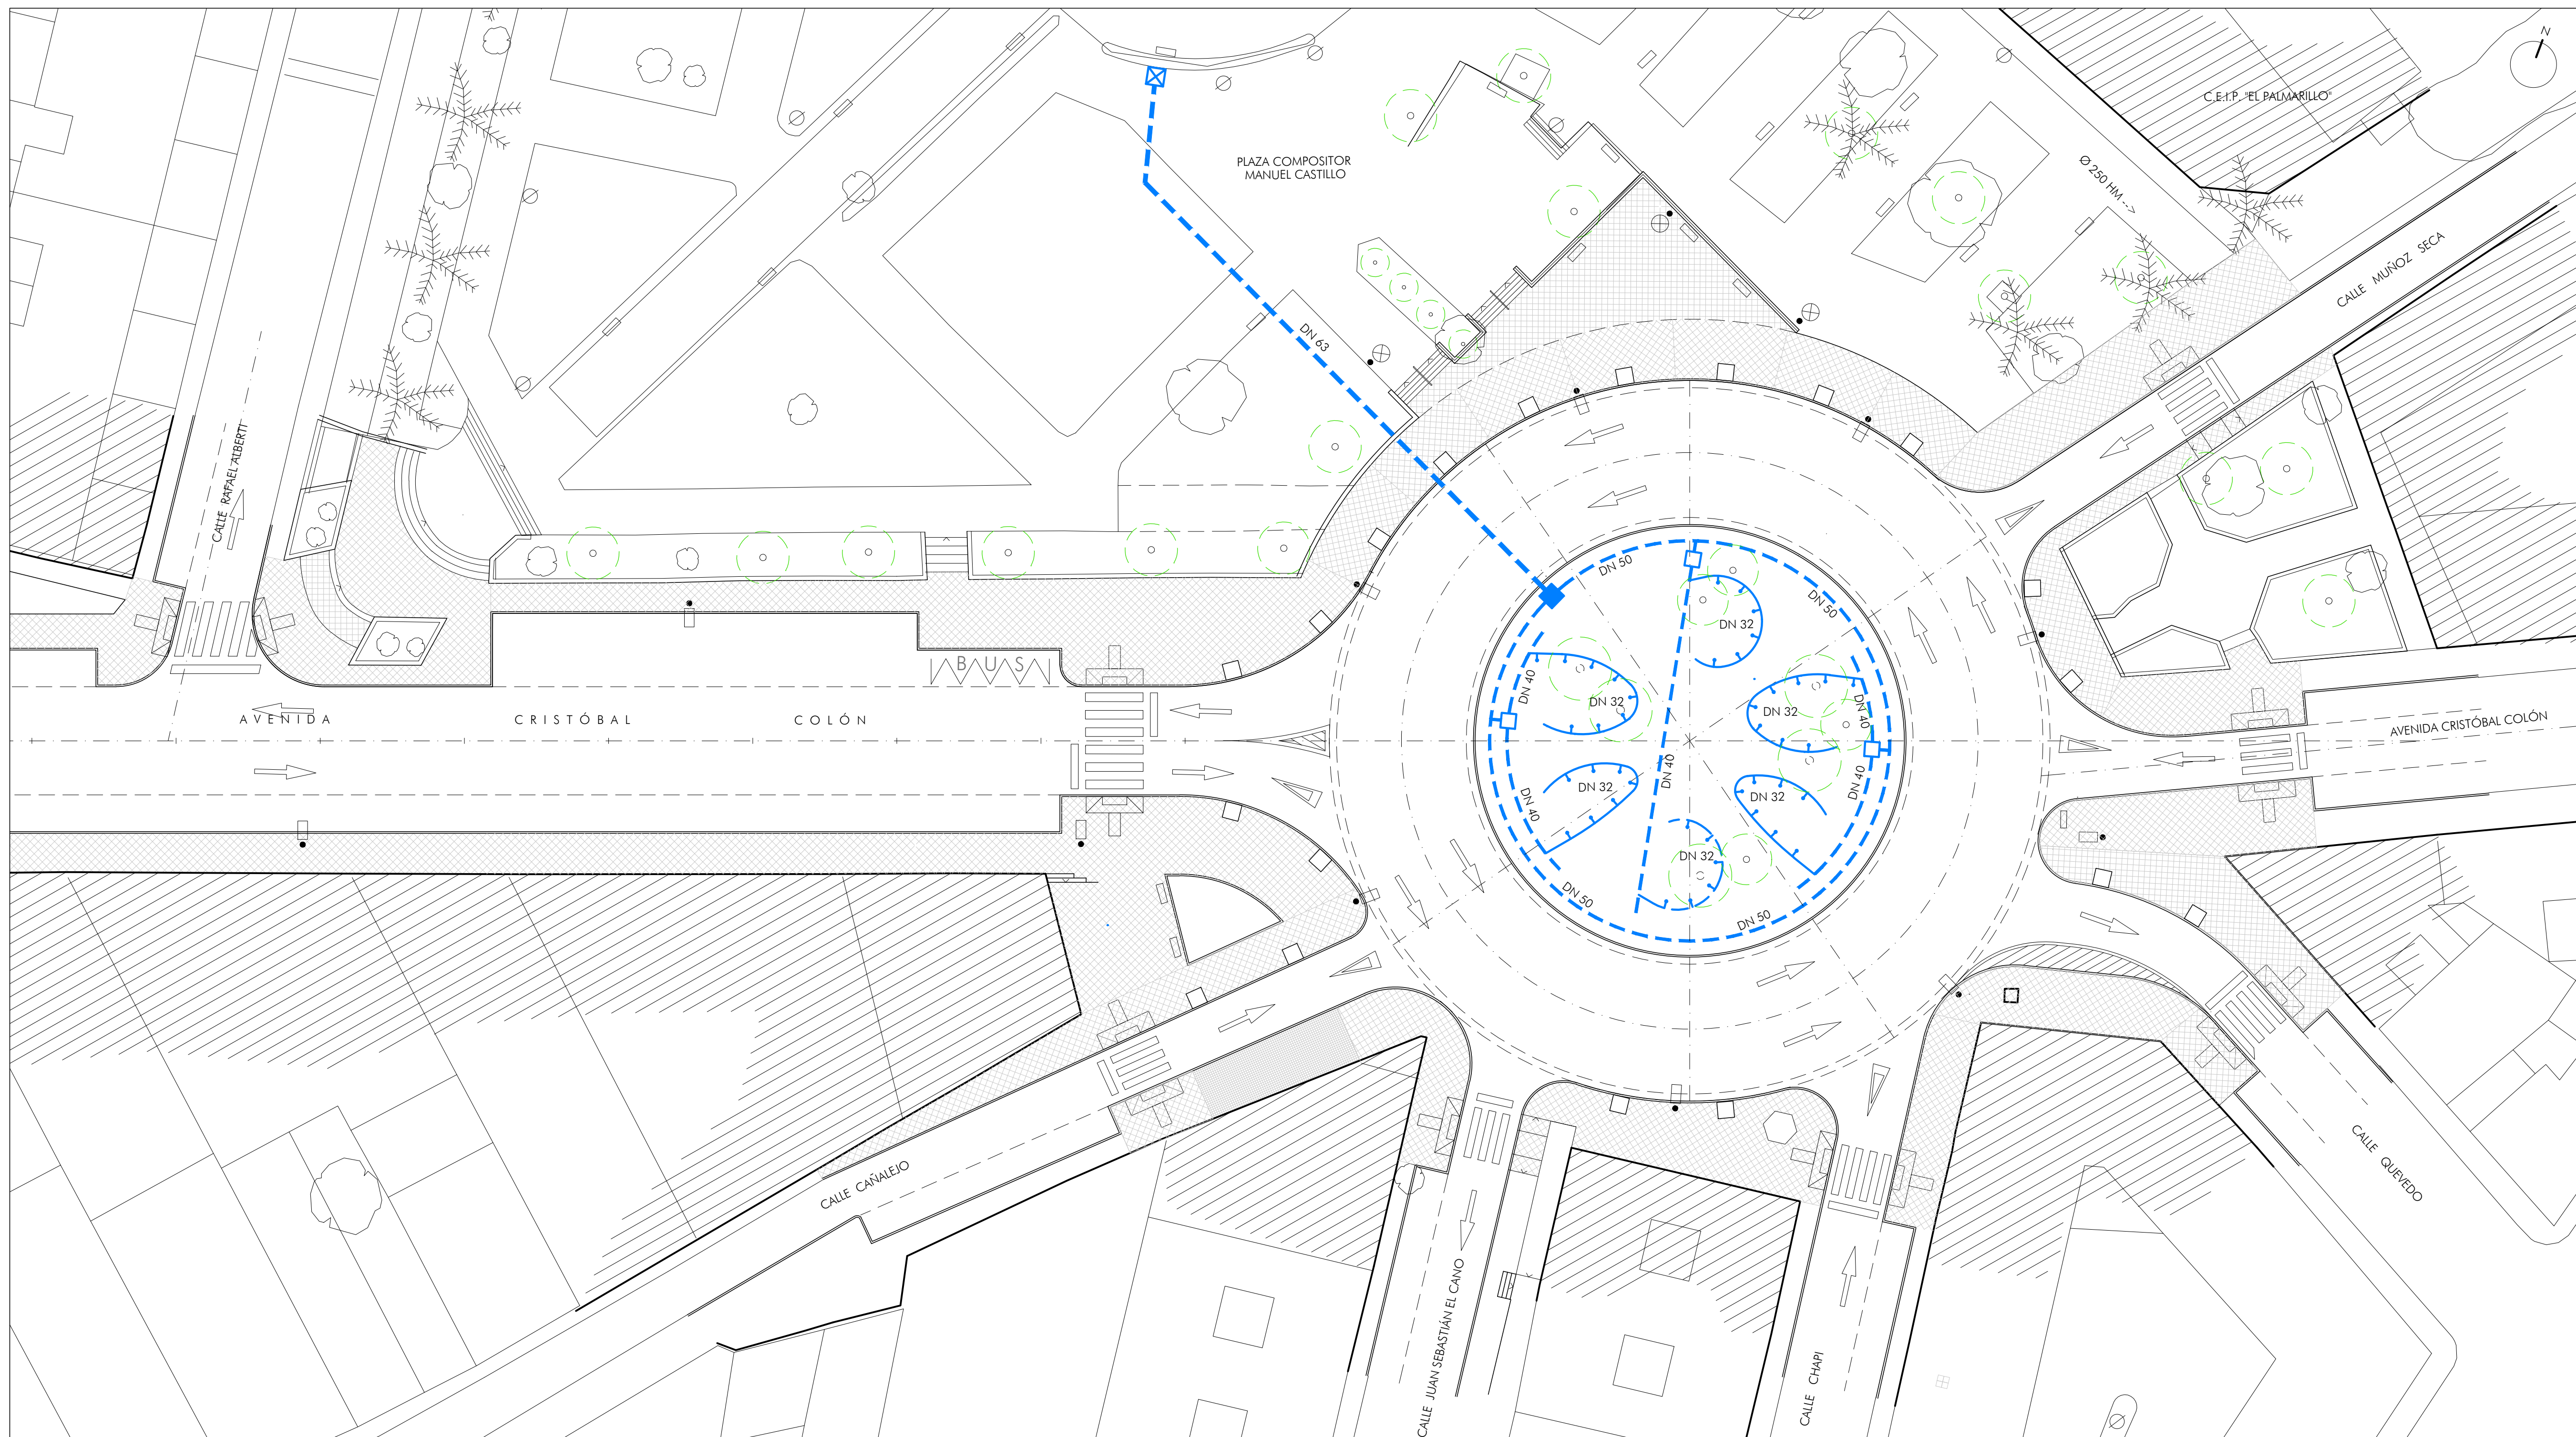 N
C.E.I.P. "EL PALMARILLO"
PLAZA COMPOSITOR
MANUEL CASTILLO
Ø 250 HM -->
CALLE MUÑOZ SECA
DN 63
CALLE RAFAEL ALBERTI
DN 50
DN 50
DN 32
BUS
DN 40
DN 32
DN 32
DN 40
AVENIDA CRISTÓBAL COLÓN
AVENIDA CRISTÓBAL COLÓN
DN 40
DN 32
DN 40
DN 32
DN 40
DN 32
DN 50
DN 50
CALLE CAÑALEJO
CALLE QUEVEDO
CALLE JUAN SEBASTIÁN EL CANO
CALLE CHAPI